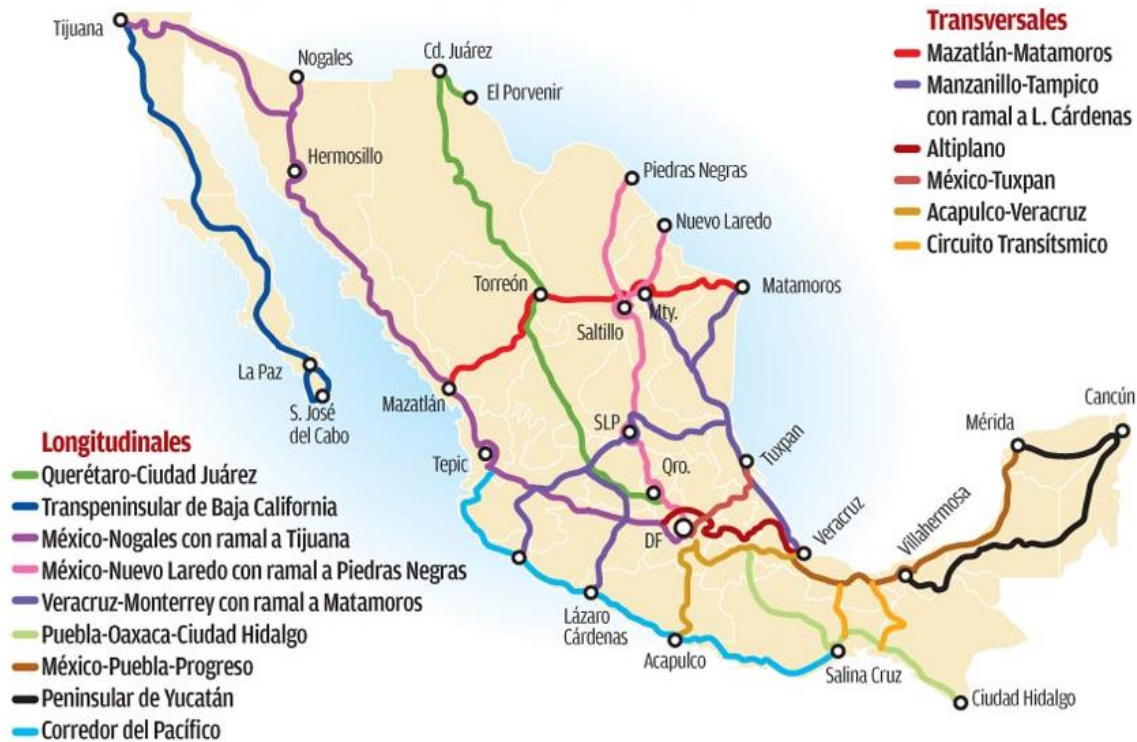 Tijuana
Nogales
Cd. Juárez
El Porvenir
Hermosillo
Piedras Negras
Nuevo Laredo
Torreón
Saltillo
Mty.
Matamoros
La Paz
S. José
del Cabo
Mazatlán
Tepic
SLP
Qro.
Tuxpan
DF
Veracruz
Villahermosa
Mérida
Cancún
Lázaro
Cárdenas
Acapulco
Salina Cruz
Ciudad Hidalgo
Transversales
Mazatlán-Matamoros
Manzanillo-Tampico
con ramal a L. Cárdenas
Altiplano
México-Tuxpan
Acapulco-Veracruz
Circuito Transítsmico
Longitudinales
Querétaro-Ciudad Juárez
Transpeninsular de Baja California
México-Nogales con ramal a Tijuana
México-Nuevo Laredo con ramal a Piedras Negras
Veracruz-Monterrey con ramal a Matamoros
Puebla-Oaxaca-Ciudad Hidalgo
México-Puebla-Progreso
Peninsular de Yucatán
Corredor del Pacífico